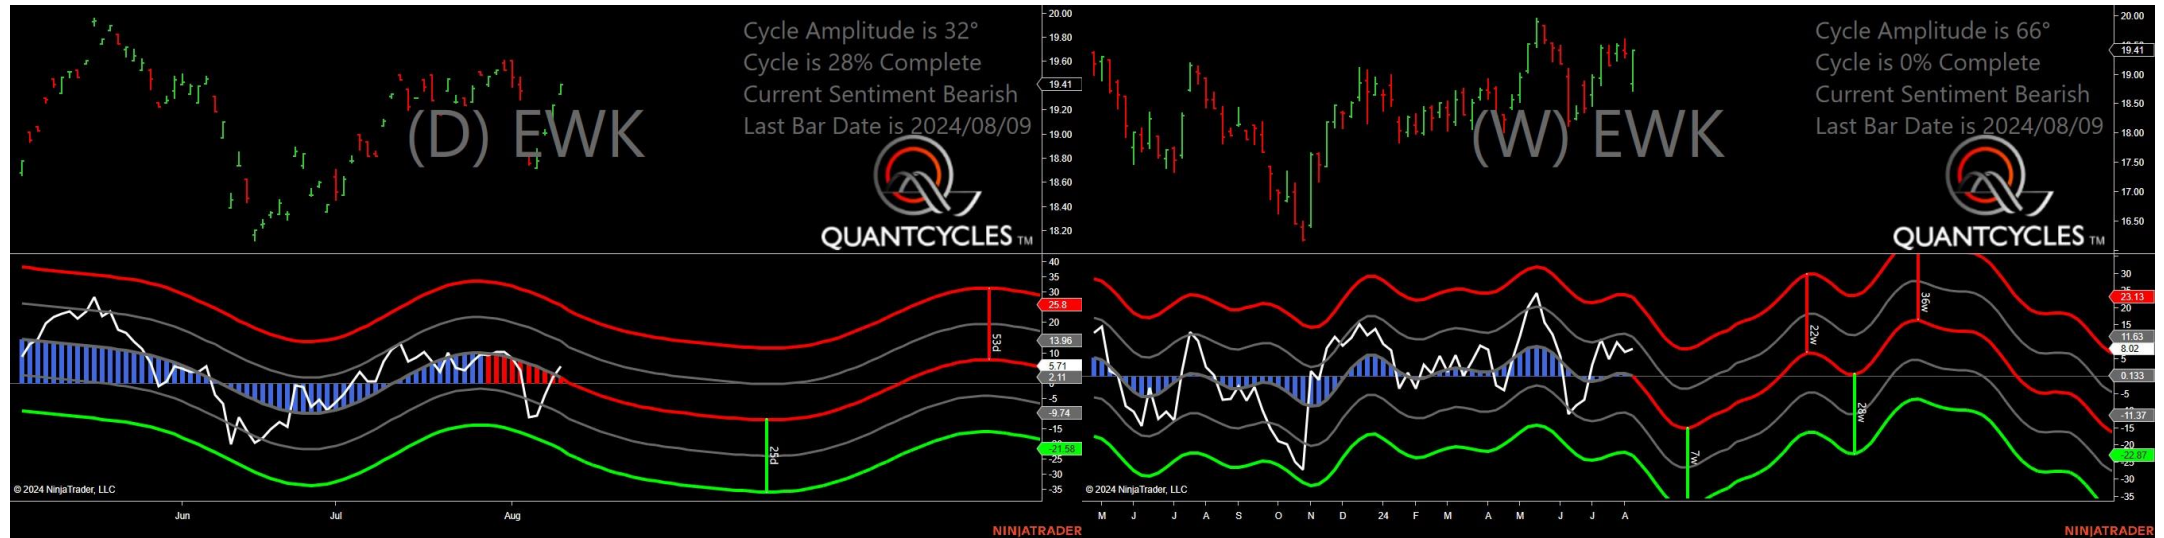 Cycle Amplitude is 32°
Cycle is 28% Complete
Current Sentiment Bearish
Last Bar Date is 2024/08/09
(D) EWK
QUANTCYCLES TM
20.00
19.80
19.60
19.41
19.20
19.00
18.80
18.60
18.40
18.20
40
35
30
25.8
20
13.96
10
5.71
2.11
-5
-9.74
-15
-21.58
-25
-30
-35
53d
25d
© 2024 NinjaTrader, LLC
Jun Jul Aug
NINJATRADER
Cycle Amplitude is 66°
Cycle is 0% Complete
Current Sentiment Bearish
Last Bar Date is 2024/08/09
(W) EWK
QUANTCYCLES TM
20.00
19.41
19.00
18.50
18.00
17.50
17.00
16.50
30
23.13
20
15
11.63
8.02
5
0.133
-5
-11.37
-15
-20
-22.87
-30
-35
22w
36w
28w
7w
© 2024 NinjaTrader, LLC
M J J A S O N D 24 F M A M J J A
NINJATRADER